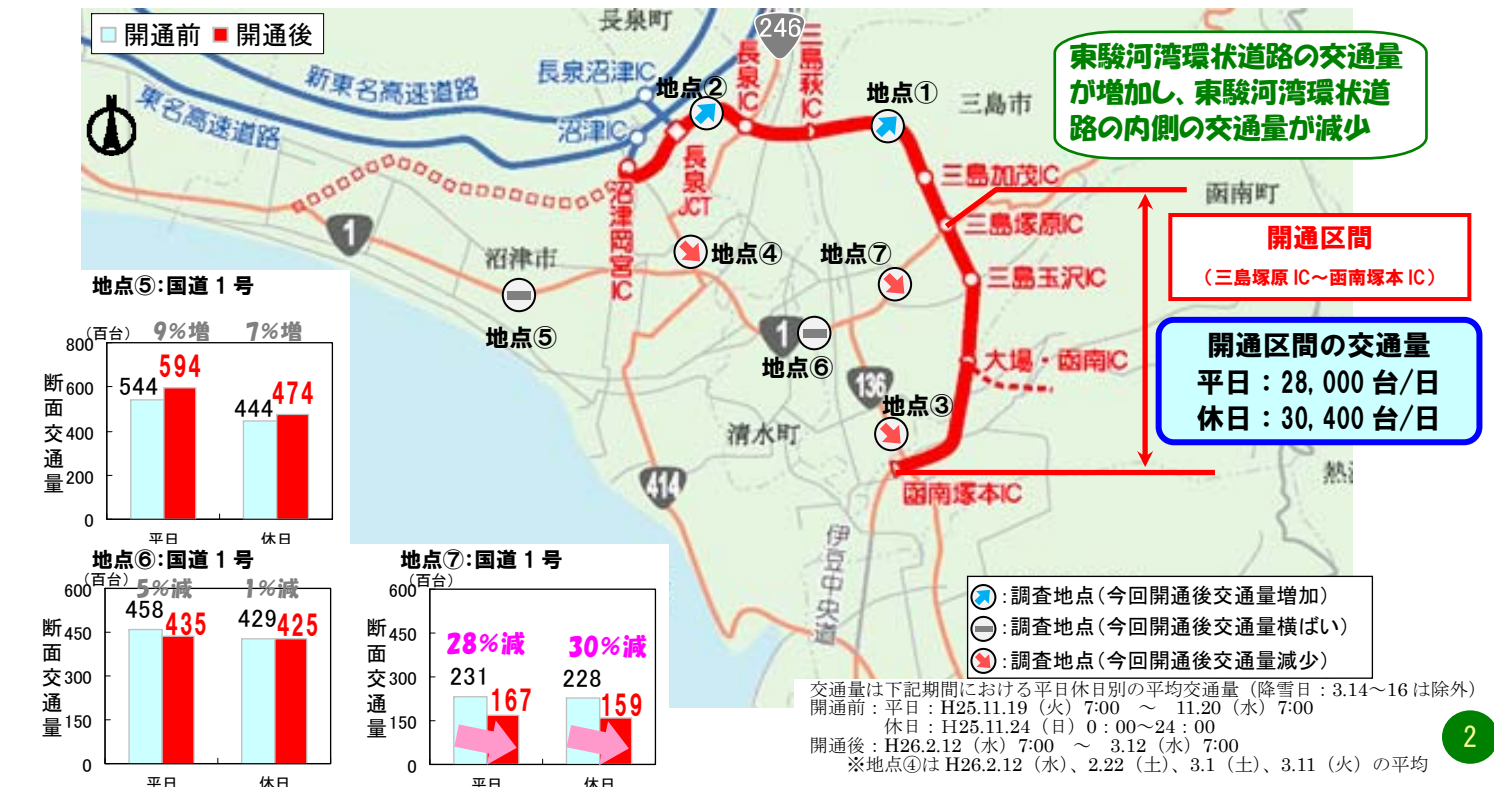 開通前 開通後
長泉町
246
三島萩IC
長泉IC
長泉沼津IC
新東名高速道路
東名高速道路
沼津IC
地点②
地点①
三島市
東駿河湾環状道路の交通量
が増加し、東駿河湾環状道
路の内側の交通量が減少
長泉JCT
沼津岡宮IC
三島加茂IC
三島塚原IC
三島玉沢IC
函南町
開通区間
(三島塚原IC～函南塚本IC)
開通区間の交通量
平日：28,000台/日
休日：30,400台/日
1
沼津市
地点④
地点⑦
地点⑤
1
地点⑥
大場・函南IC
136
地点③
清水町
414
函南塚本IC
伊豆中央道
地点⑤:国道1号
(百台)
9%増 7%増
断面交通量
800
600
400
200
0
544 594
444 474
平日 休日
地点⑥:国道1号
(百台)
5%減 1%減
断面交通量
600
450
300
150
0
458 435
429 425
平日 休日
地点⑦:国道1号
(百台)
28%減 30%減
断面交通量
600
450
300
150
0
231 167
228 159
平日 休日
:調査地点(今回開通後交通量増加)
:調査地点(今回開通後交通量横ばい)
:調査地点(今回開通後交通量減少)
交通量は下記期間における平日休日別の平均交通量(降雪日：3.14～16は除外)
開通前：平日：H25.11.19(火)7:00 ～ 11.20(水)7:00
休日：H25.11.24(日)0：00～24：00
開通後：H26.2.12(水)7:00 ～ 3.12(水)7:00
※地点④はH26.2.12(水)、2.22(土)、3.1(土)、3.11(火)の平均
2